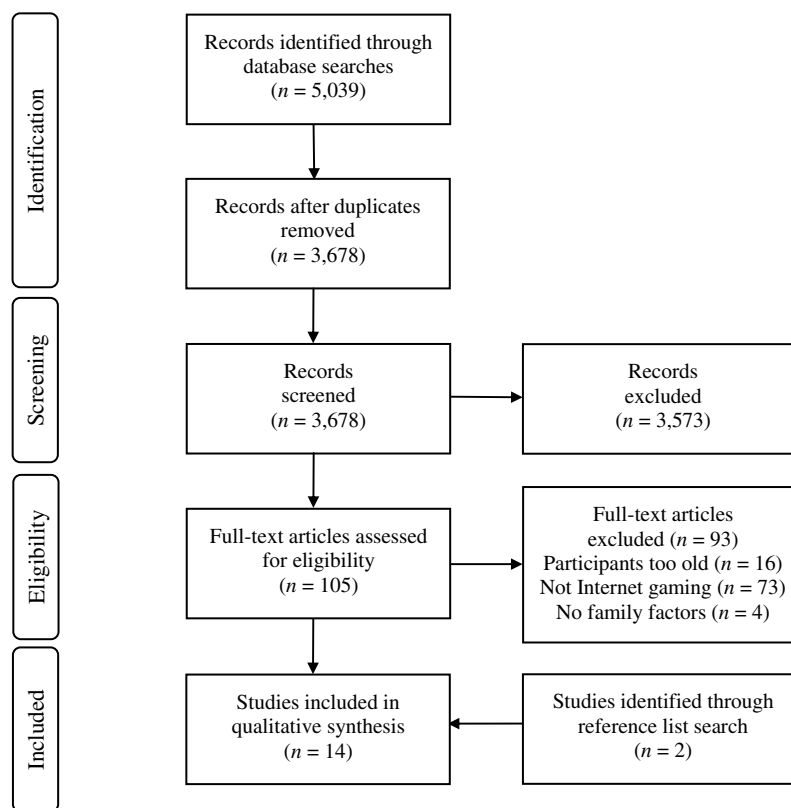 Identification
Records identified through
database searches
(n = 5,039)
Records after duplicates
removed
(n = 3,678)
Screening
Records
screened
(n = 3,678)
Records
excluded
(n = 3,573)
Eligibility
Full-text articles assessed
for eligibility
(n = 105)
Full-text articles
excluded (n = 93)
Participants too old (n = 16)
Not Internet gaming (n = 73)
No family factors (n = 4)
Included
Studies included in
qualitative synthesis
(n = 14)
Studies identified through
reference list search
(n = 2)